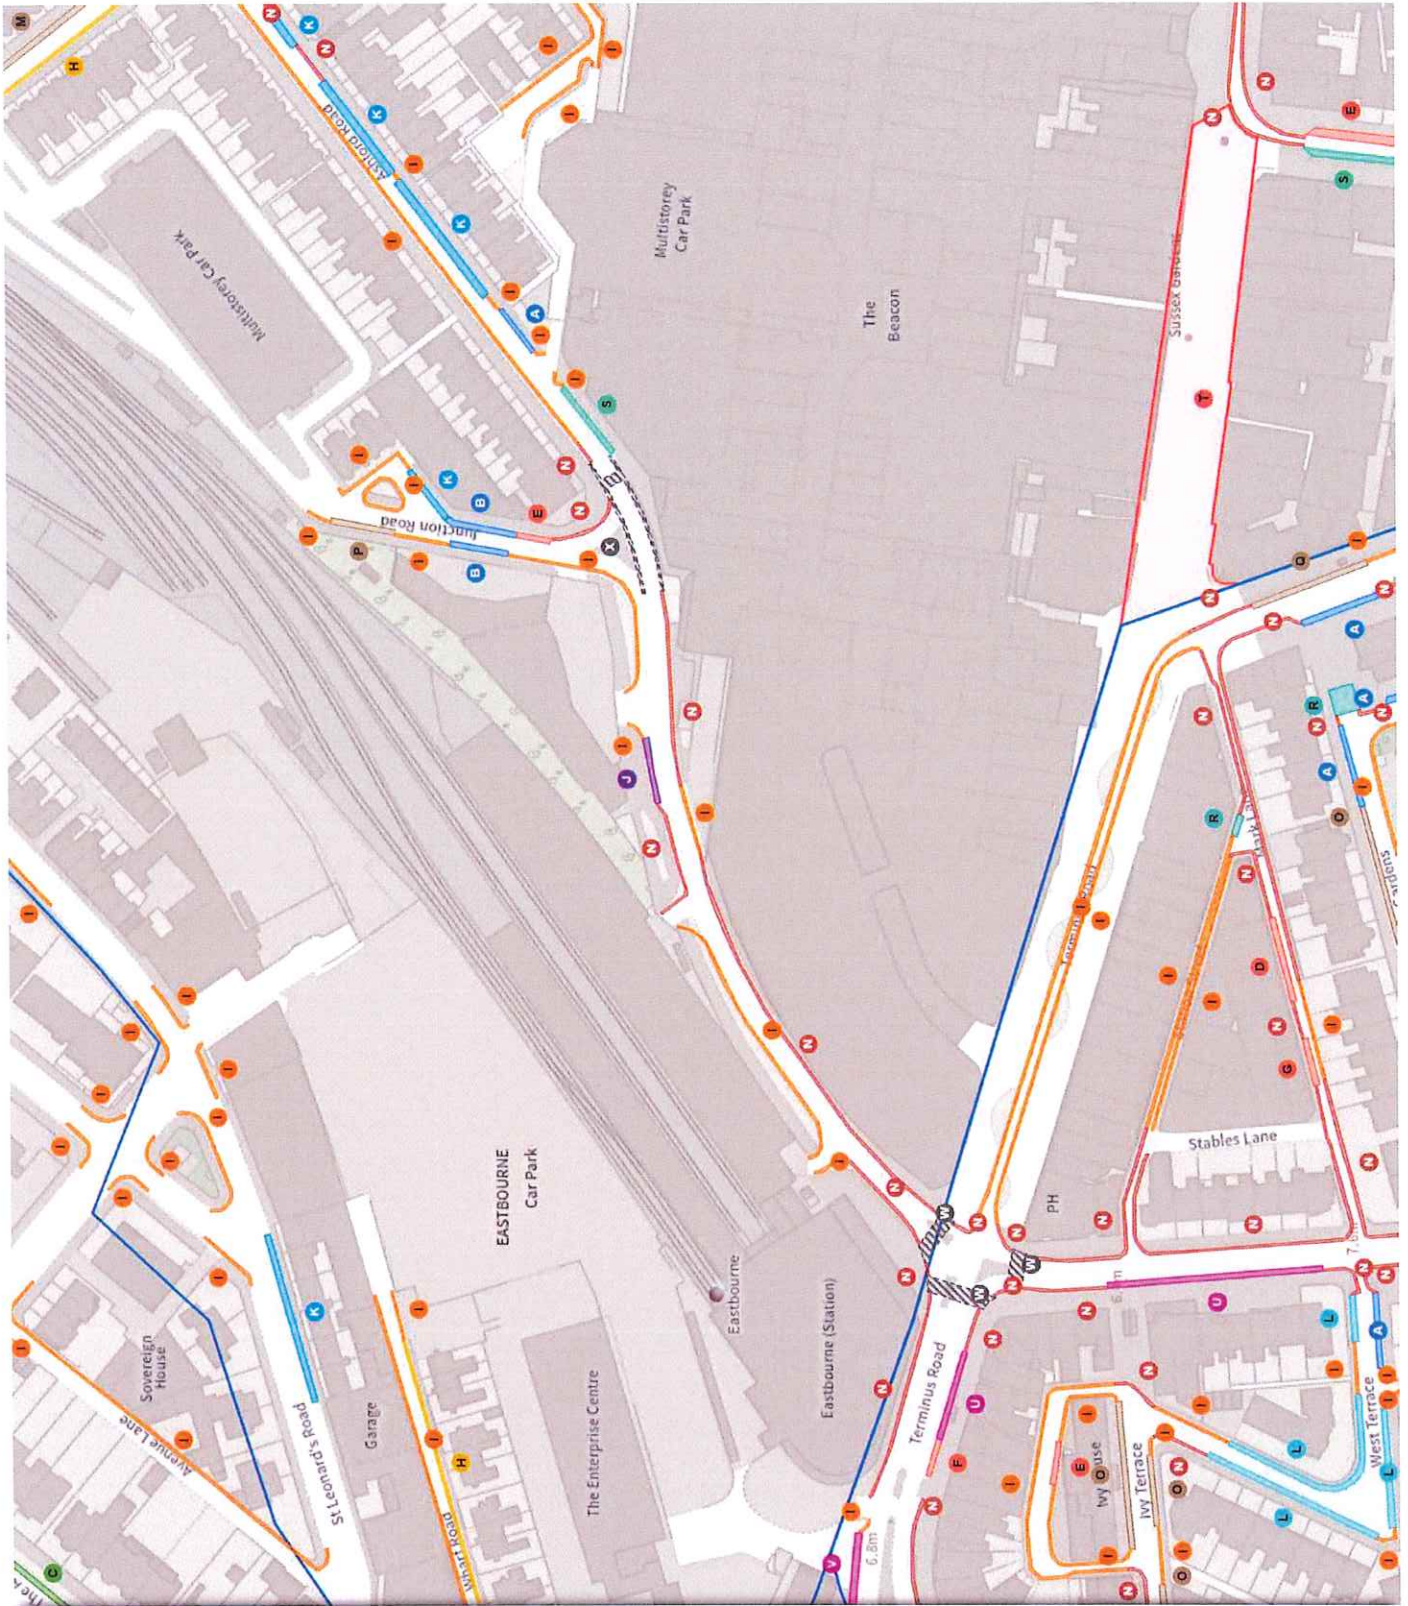 M
H
N
K
N
K
Ashford Road
I
K
I
I
I
I
I
A
I
Multistorey Car Park
Multistorey
Car Park
The
Beacon
N
N
E
S
Sussex Gardens
T
I
S
I
I
K
B
E
N
N
B
X
I
I
P
I
Junction Road
B
I
J
N
N
I
I
N
N
Q
I
N
N
A
R
N
A
N
A
I
O
Gardens
R
N
N
Terminus Road
I
I
I
I
D
N
G
I
N
Stables Lane
N
N
PH
I
I
I
I
I
I
I
I
I
I
K
I
I
EASTBOURNE
Car Park
Sovereign
House
Avenue Lane
St Leonard's Road
Garage
H
Wharf Road
The Enterprise Centre
Eastbourne
Eastbourne (Station)
I
N
N
N
W
N
N
W
W
N
N
U
N
N
Terminus Road
U
F
N
I
V
6.8m
N
I
I
E
O
Ivy Terrace
I
N
I
I
L
L
L
L
A
I
I
I
West Terrace
N
N
O
N
I
O
I
N
C